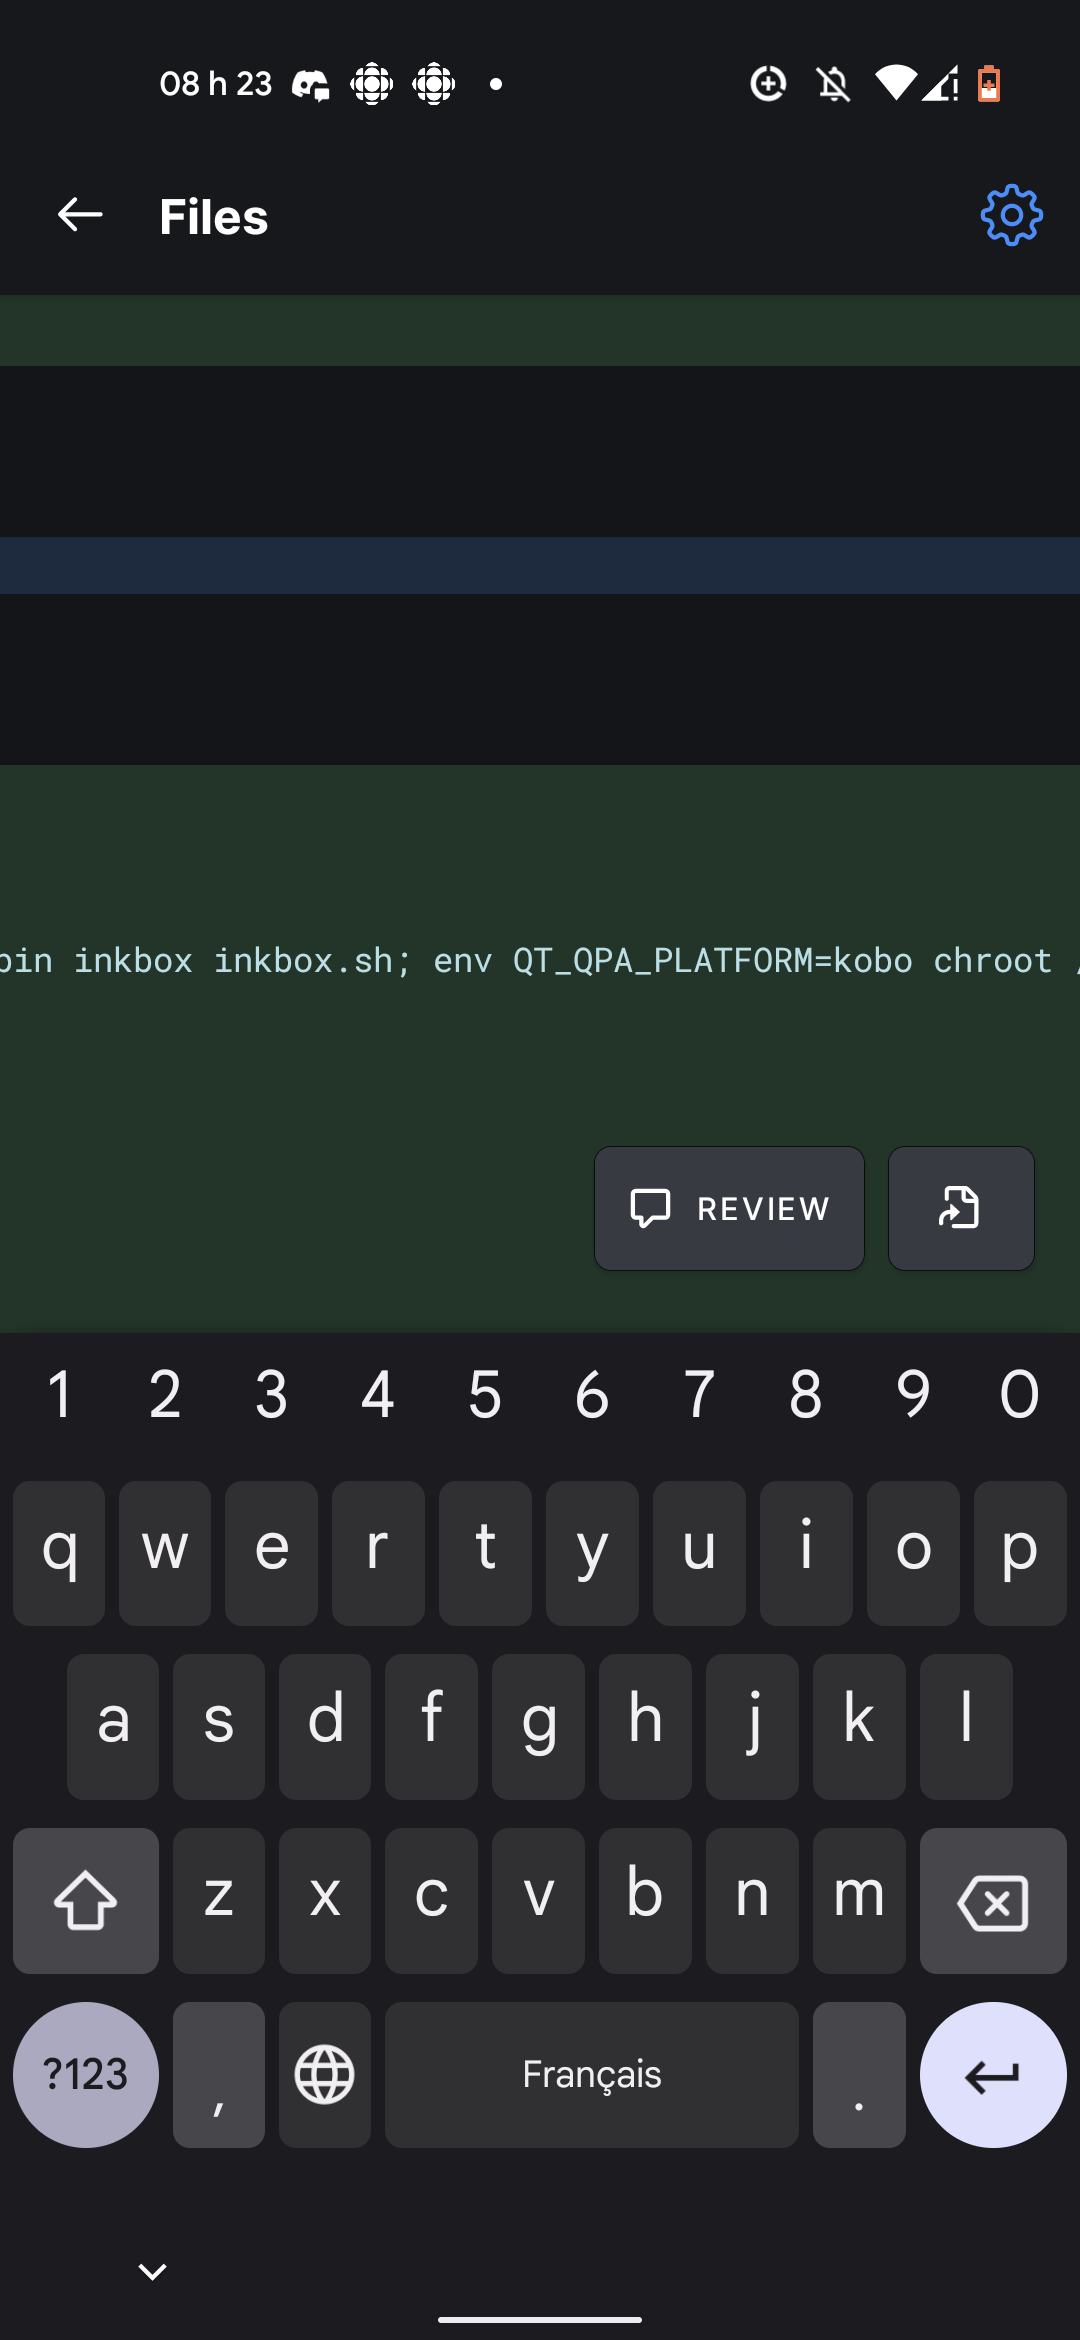 08 h 23
Files
bin inkbox inkbox.sh; env QT_QPA_PLATFORM=kobo chroot /
REVIEW
1 2 3 4 5 6 7 8 9 0
q w e r t y u i o p
a s d f g h j k l
z x c v b n m
?123 , Français .